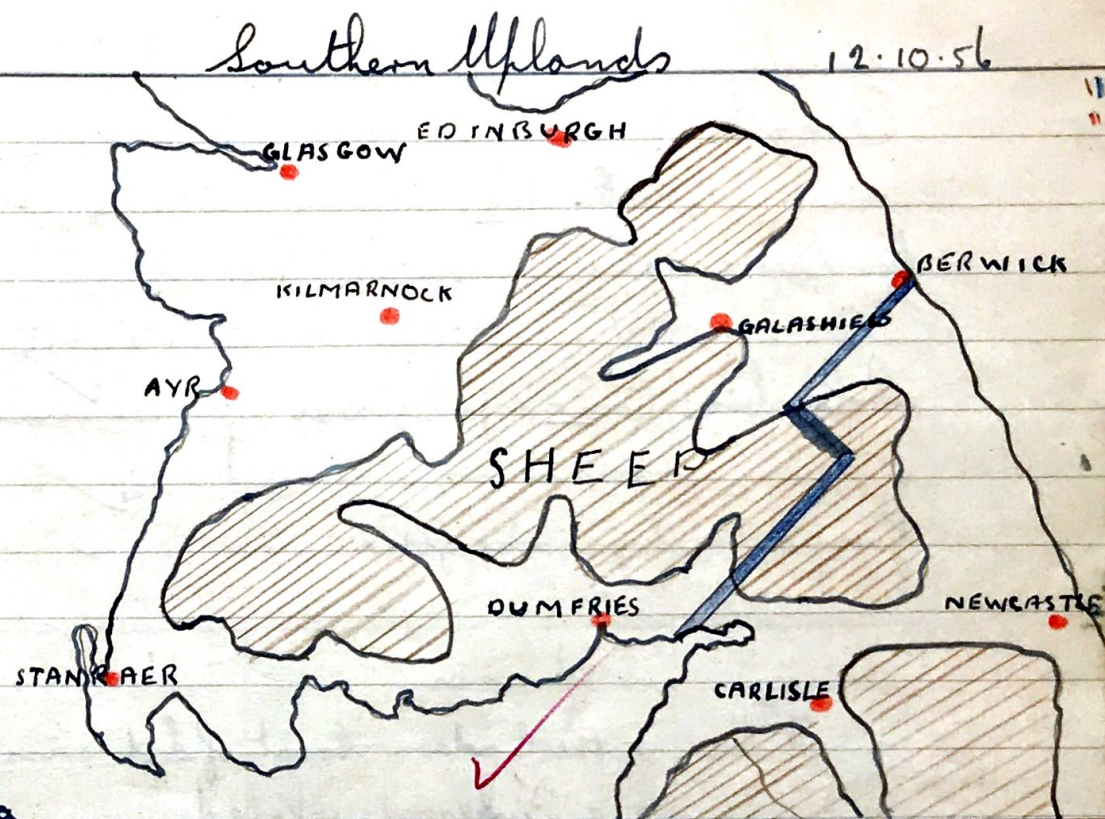 Southern Uplands 12.10.56
EDINBURGH
GLASGOW
BERWICK
KILMARNOCK
GALASHIELS
AYR
SHEEP
DUMFRIES
NEWCASTLE
STANRAER
CARLISLE